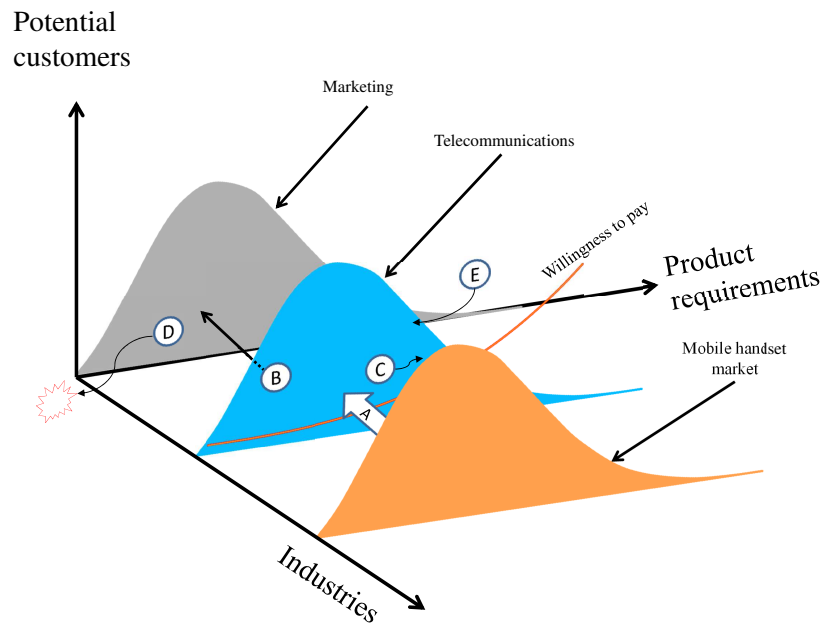 Potential
customers
Marketing
Telecommunications
Willingness to pay
E
Product
requirements
D
Mobile handset
market
C
B
A
Industries